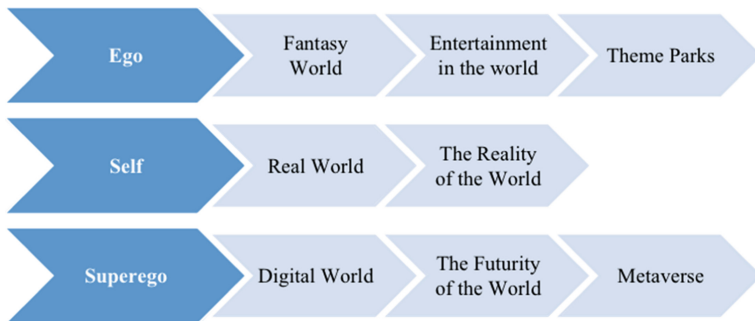 Ego
Fantasy
World
Entertainment
in the world
Theme Parks
Self
Real World
The Reality
of the World
Superego
Digital World
The Futurity
of the World
Metaverse